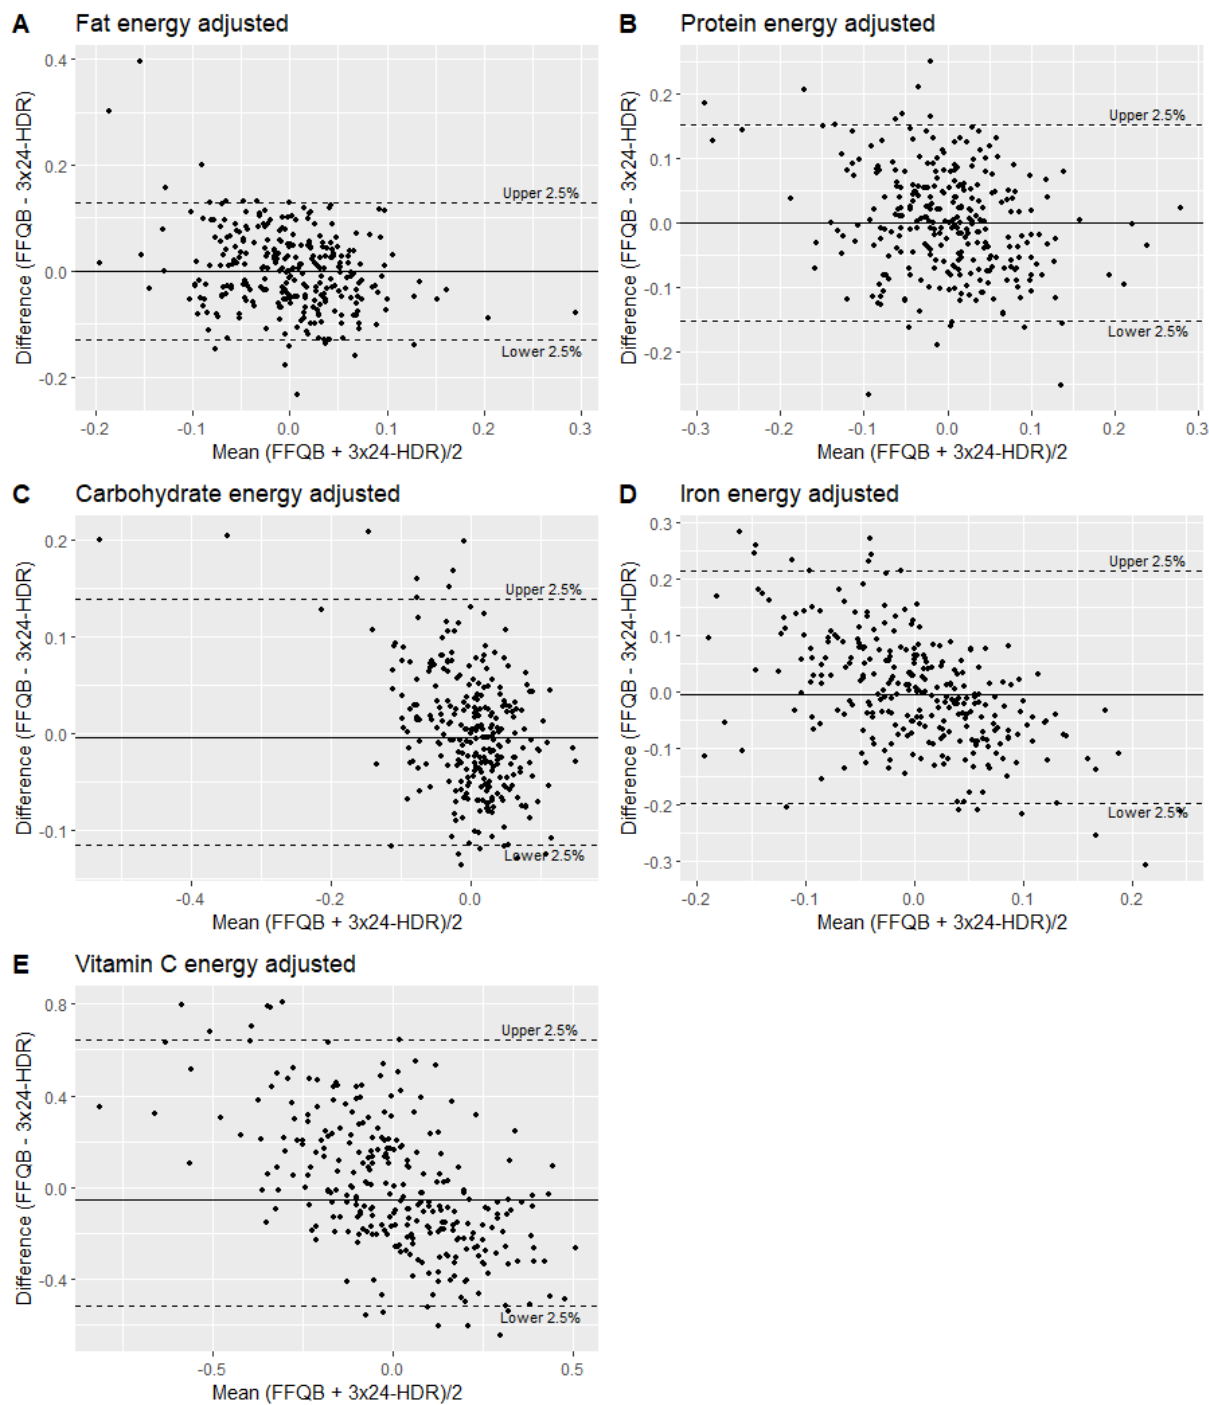 A Fat energy adjusted
Difference (FFQB - 3x24-HDR)
0.4
0.2
0.0
-0.2
Upper 2.5%
Lower 2.5%
-0.2 -0.1 0.0 0.1 0.2 0.3
Mean (FFQB + 3x24-HDR)/2
B Protein energy adjusted
Difference (FFQB - 3x24-HDR)
0.2
0.1
0.0
-0.1
-0.2
Upper 2.5%
Lower 2.5%
-0.3 -0.2 -0.1 0.0 0.1 0.2 0.3
Mean (FFQB + 3x24-HDR)/2
C Carbohydrate energy adjusted
Difference (FFQB - 3x24-HDR)
0.2
0.1
0.0
-0.1
Upper 2.5%
Lower 2.5%
-0.4 -0.2 0.0
Mean (FFQB + 3x24-HDR)/2
D Iron energy adjusted
Difference (FFQB - 3x24-HDR)
0.3
0.2
0.1
0.0
-0.1
-0.2
-0.3
Upper 2.5%
Lower 2.5%
-0.2 -0.1 0.0 0.1 0.2
Mean (FFQB + 3x24-HDR)/2
E Vitamin C energy adjusted
Difference (FFQB - 3x24-HDR)
0.8
0.4
0.0
-0.4
Upper 2.5%
Lower 2.5%
-0.5 0.0 0.5
Mean (FFQB + 3x24-HDR)/2